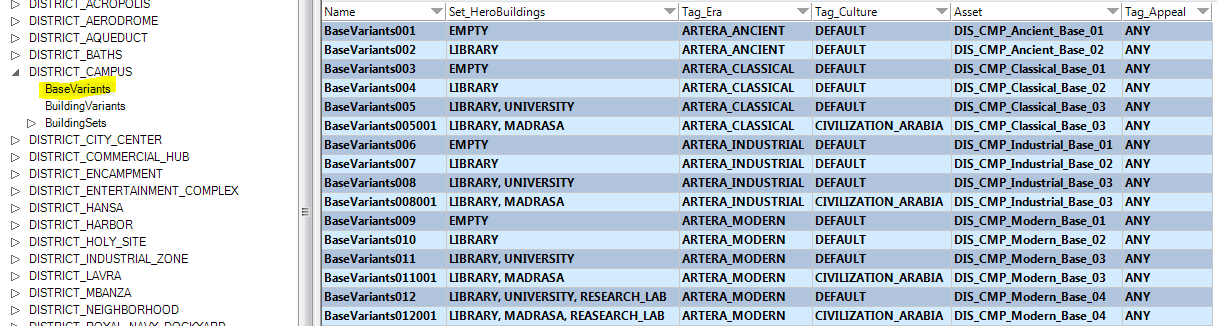 DISTRICT_ACROPOLIS
DISTRICT_AERODROME
DISTRICT_AQUEDUCT
DISTRICT_BATHS
DISTRICT_CAMPUS
BaseVariants
BuildingVariants
BuildingSets
DISTRICT_CITY_CENTER
DISTRICT_COMMERCIAL_HUB
DISTRICT_ENCAMPMENT
DISTRICT_ENTERTAINMENT_COMPLEX
DISTRICT_HANSA
DISTRICT_HARBOR
DISTRICT_HOLY_SITE
DISTRICT_INDUSTRIAL_ZONE
DISTRICT_LAVRA
DISTRICT_MBANZA
DISTRICT_NEIGHBORHOOD
DISTRICT_ROYAL_NAVY_DOCKYARD
Name Set_HeroBuildings Tag_Era Tag_Culture Asset Tag_Appeal
BaseVariants001 EMPTY ARTERA_ANCIENT DEFAULT DIS_CMP_Ancient_Base_01 ANY
BaseVariants002 LIBRARY ARTERA_ANCIENT DEFAULT DIS_CMP_Ancient_Base_02 ANY
BaseVariants003 EMPTY ARTERA_CLASSICAL DEFAULT DIS_CMP_Classical_Base_01 ANY
BaseVariants004 LIBRARY ARTERA_CLASSICAL DEFAULT DIS_CMP_Classical_Base_02 ANY
BaseVariants005 LIBRARY, UNIVERSITY ARTERA_CLASSICAL DEFAULT DIS_CMP_Classical_Base_03 ANY
BaseVariants005001 LIBRARY, MADRASA ARTERA_CLASSICAL CIVILIZATION_ARABIA DIS_CMP_Classical_Base_03 ANY
BaseVariants006 EMPTY ARTERA_INDUSTRIAL DEFAULT DIS_CMP_Industrial_Base_01 ANY
BaseVariants007 LIBRARY ARTERA_INDUSTRIAL DEFAULT DIS_CMP_Industrial_Base_02 ANY
BaseVariants008 LIBRARY, UNIVERSITY ARTERA_INDUSTRIAL DEFAULT DIS_CMP_Industrial_Base_03 ANY
BaseVariants008001 LIBRARY, MADRASA ARTERA_INDUSTRIAL CIVILIZATION_ARABIA DIS_CMP_Industrial_Base_03 ANY
BaseVariants009 EMPTY ARTERA_MODERN DEFAULT DIS_CMP_Modern_Base_01 ANY
BaseVariants010 LIBRARY ARTERA_MODERN DEFAULT DIS_CMP_Modern_Base_02 ANY
BaseVariants011 LIBRARY, UNIVERSITY ARTERA_MODERN DEFAULT DIS_CMP_Modern_Base_03 ANY
BaseVariants011001 LIBRARY, MADRASA ARTERA_MODERN CIVILIZATION_ARABIA DIS_CMP_Modern_Base_03 ANY
BaseVariants012 LIBRARY, UNIVERSITY, RESEARCH_LAB ARTERA_MODERN DEFAULT DIS_CMP_Modern_Base_04 ANY
BaseVariants012001 LIBRARY, MADRASA, REASEARCH_LAB ARTERA_MODERN CIVILIZATION_ARABIA DIS_CMP_Modern_Base_04 ANY